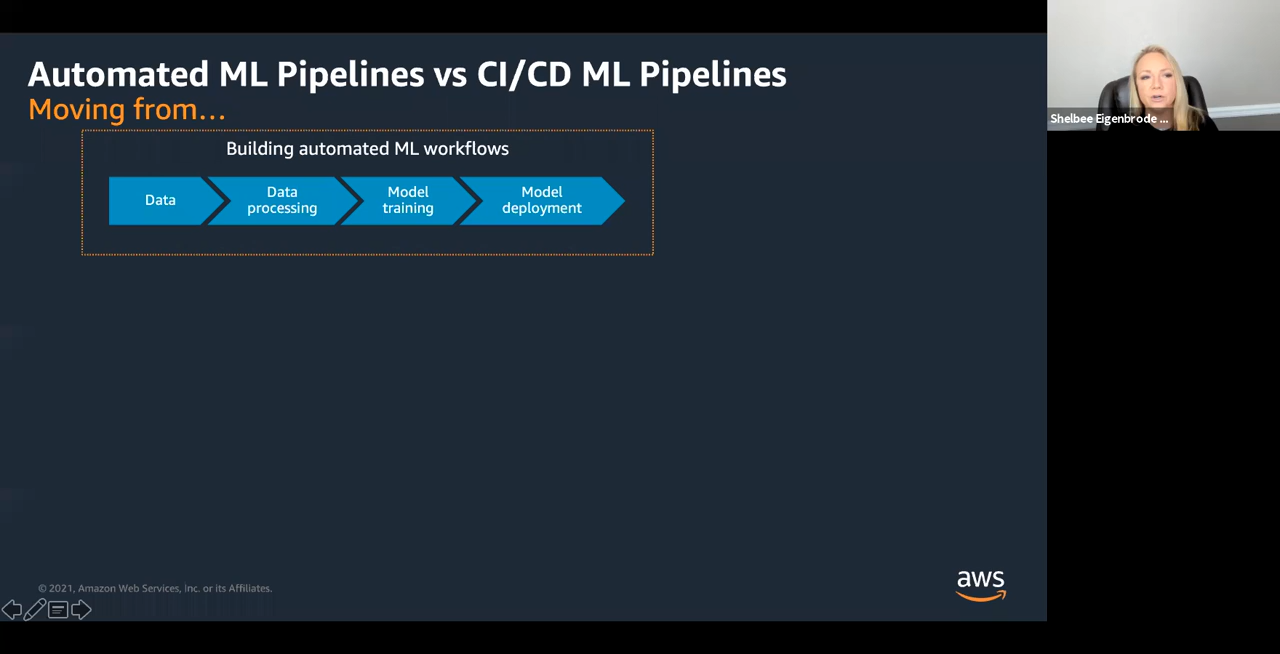 Automated ML Pipelines vs CI/CD ML Pipelines
Moving from...
Building automated ML workflows
Data
Data
processing
Model
training
Model
deployment
© 2021, Amazon Web Services, Inc. or its Affiliates.
aws
Shelbee Eigenbrode ...